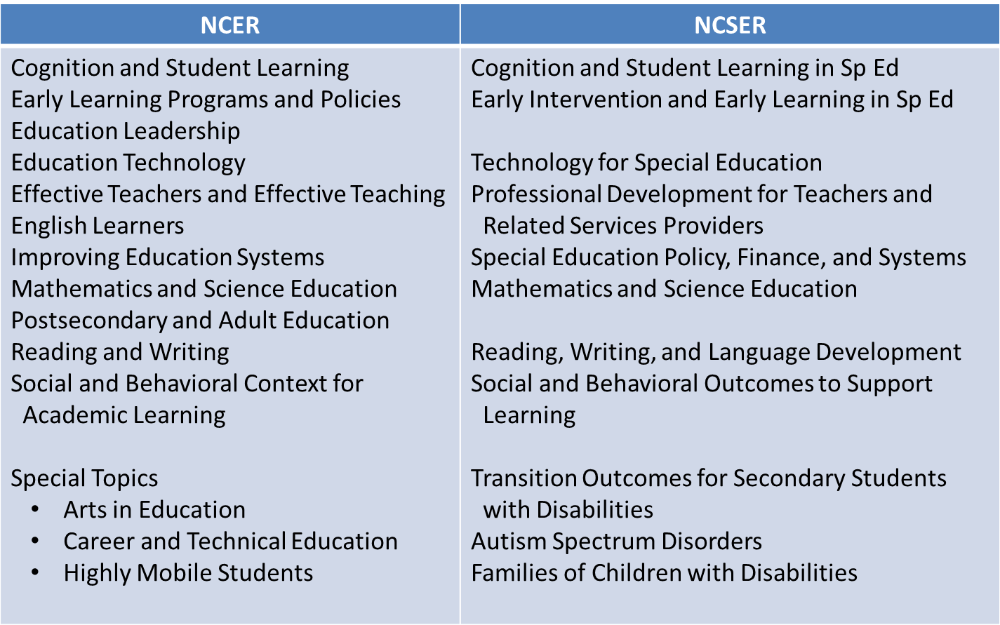 NCER
Cognition and Student Learning
Early Learning Programs and Policies
Education Leadership
Education Technology
Effective Teachers and Effective Teaching
English Learners
Improving Education Systems
Mathematics and Science Education
Postsecondary and Adult Education
Reading and Writing
Social and Behavioral Context for
Academic Learning
Special Topics
• Arts in Education
• Career and Technical Education
• Highly Mobile Students
NCSER
Cognition and Student Learning in Sp Ed
Early Intervention and Early Learning in Sp Ed
Technology for Special Education
Professional Development for Teachers and
Related Services Providers
Special Education Policy, Finance, and Systems
Mathematics and Science Education
Reading, Writing, and Language Development
Social and Behavioral Outcomes to Support
Learning
Transition Outcomes for Secondary Students
with Disabilities
Autism Spectrum Disorders
Families of Children with Disabilities